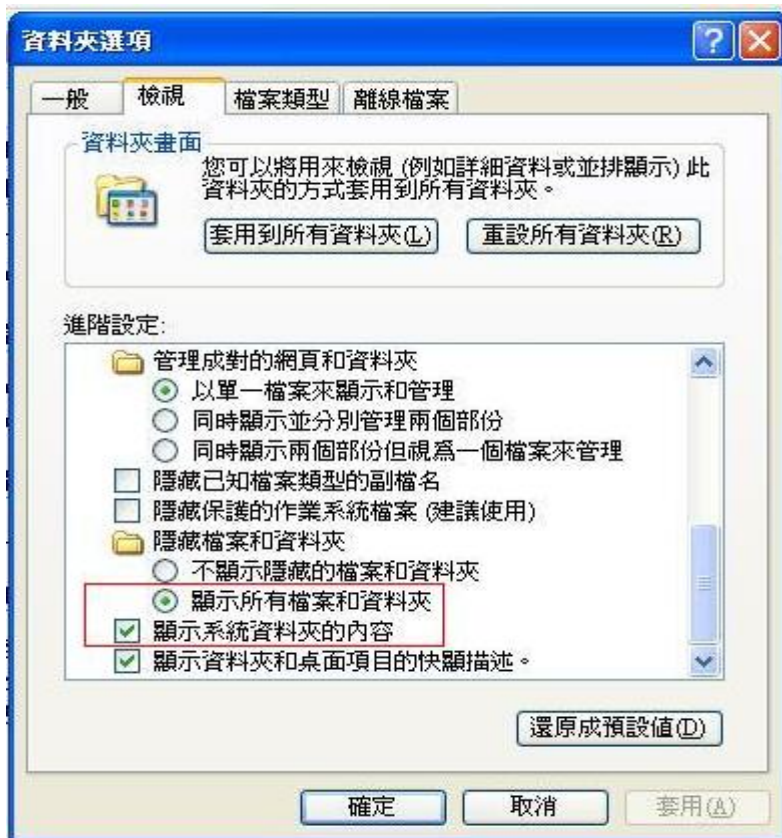 資料夾選項
一般 檢視 檔案類型 離線檔案
資料夾畫面
您可以將用來檢視 (例如詳細資料或並排顯示) 此
資料夾的方式套用到所有資料夾。
套用到所有資料夾(L) 重設所有資料夾(R)
進階設定:
管理成對的網頁和資料夾
以單一檔案來顯示和管理
同時顯示並分別管理兩個部份
同時顯示兩個部份但視爲一個檔案來管理
隱藏已知檔案類型的副檔名
隱藏保護的作業系統檔案 (建議使用)
隱藏檔案和資料夾
不顯示隱藏的檔案和資料夾
顯示所有檔案和資料夾
顯示系統資料夾的內容
顯示資料夾和桌面項目的快顯描述。
還原成預設值(D)
確定 取消 套用(A)